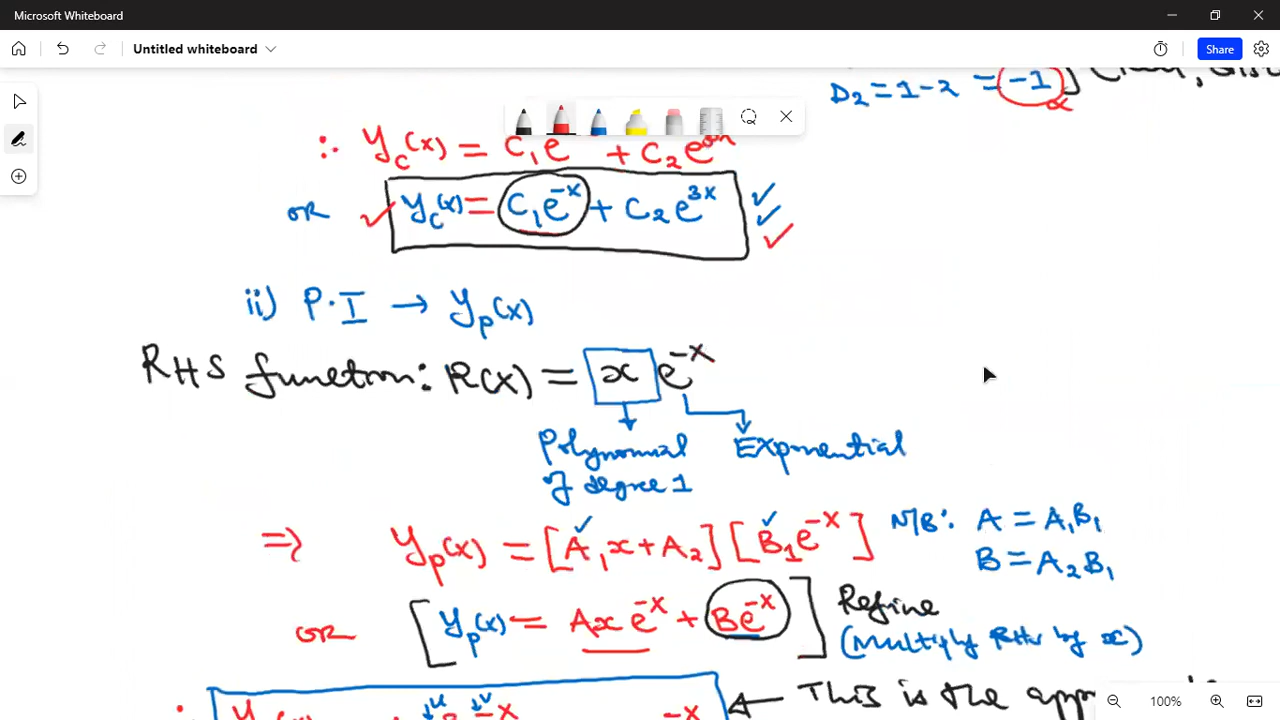 Microsoft Whiteboard
Untitled whiteboard
Share
D₂ = 1-2 = -1] (Real,
∴ y_c(x) = C₁e + C₂e
OR y_c(x) = C₁e^-x + C₂e^3x
ii) P.I → y_p(x)
RHS function: R(x) = x e^-x
Polynomial of degree 1
Exponential
=> y_p(x) = [A₁x+A₂][B₁e^-x] N/B: A = A₁B₁
B = A₂B₁
OR [y_p(x) = Ax e^-x + Be^-x] Refine
(Multiply RHS by x)
∴ ← This is the
100%